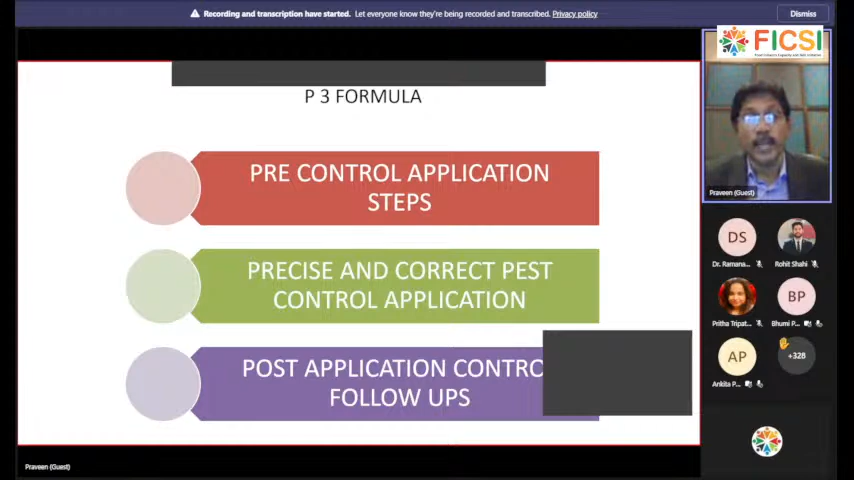 Recording and transcription have started. Let everyone know they're being recorded and transcribed. Privacy policy
Dismiss
FICSI
P 3 FORMULA
PRE CONTROL APPLICATION
STEPS
PRECISE AND CORRECT PEST
CONTROL APPLICATION
POST APPLICATION CONTRO
FOLLOW UPS
Praveen (Guest)
DS
Dr. Ramana...
Rohit Shahi
Pritha Tripat...
BP
Bhumi P...
AP
Ankita P...
+328
Praveen (Guest)